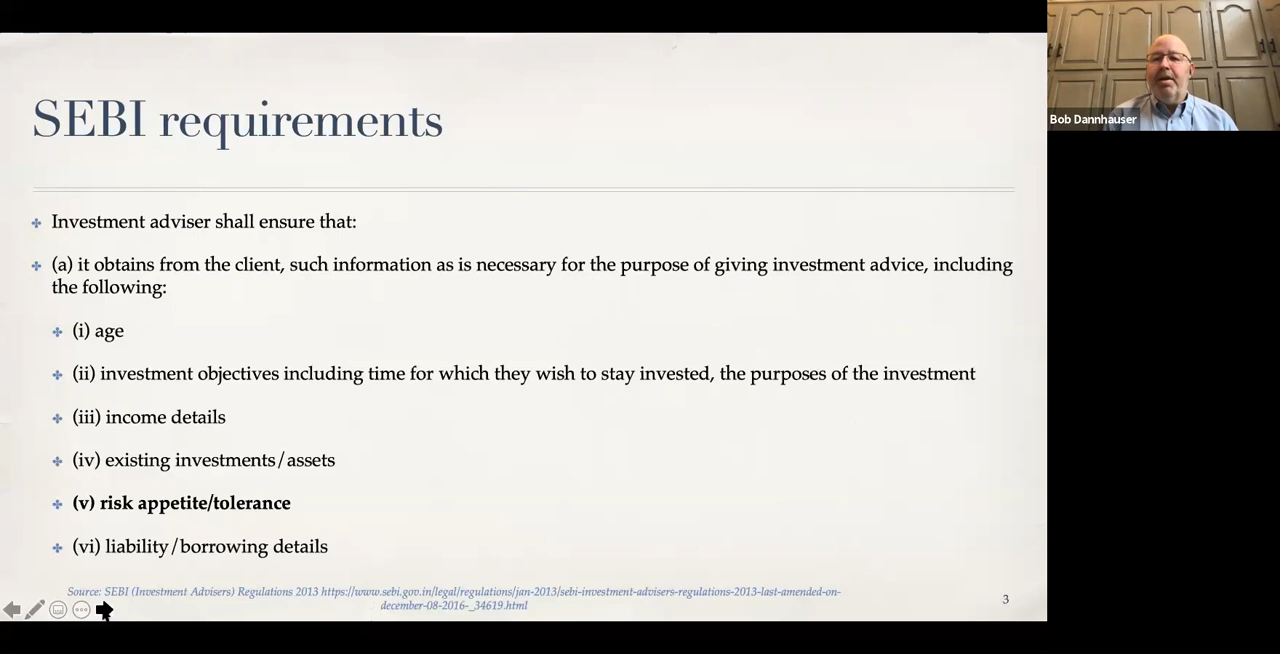 SEBI requirements
Investment adviser shall ensure that:
(a) it obtains from the client, such information as is necessary for the purpose of giving investment advice, including
the following:
(i) age
(ii) investment objectives including time for which they wish to stay invested, the purposes of the investment
(iii) income details
(iv) existing investments/assets
(v) risk appetite/tolerance
(vi) liability/borrowing details
Source: SEBI (Investment Advisers) Regulations 2013 https://www.sebi.gov.in/legal/regulations/jan-2013/sebi-investment-advisers-regulations-2013-last-amended-on-
december-08-2016-_34619.html
3
Bob Dannhauser